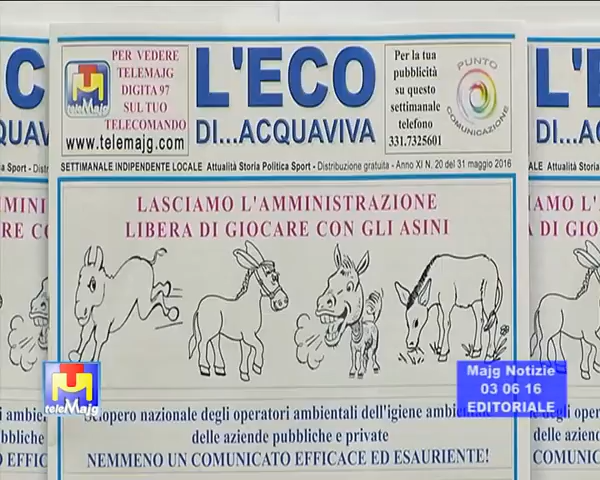 PER VEDERE
TELEMAJG
DIGITA 97
SUL TUO
TELECOMANDO
teleMajg
www.telemajg.com
L'ECO
DI...ACQUAVIVA
Per la tua
pubblicità
su questo
settimanale
telefono
331.7325601
PUNTO
COMUNICAZIONE
SETTIMANALE INDIPENDENTE LOCALE Attualità Storia Politica Sport - Distribuzione gratuita - Anno XI N. 20 del 31 maggio 2016
LASCIAMO L'AMMINISTRAZIONE
LIBERA DI GIOCARE CON GLI ASINI
Majg Notizie
03 06 16
EDITORIALE
teleMajg
nazionale degli operatori ambientali dell'igiene
delle aziende pubbliche e private
NEMMENO UN COMUNICATO EFFICACE ED ESAURIENTE!